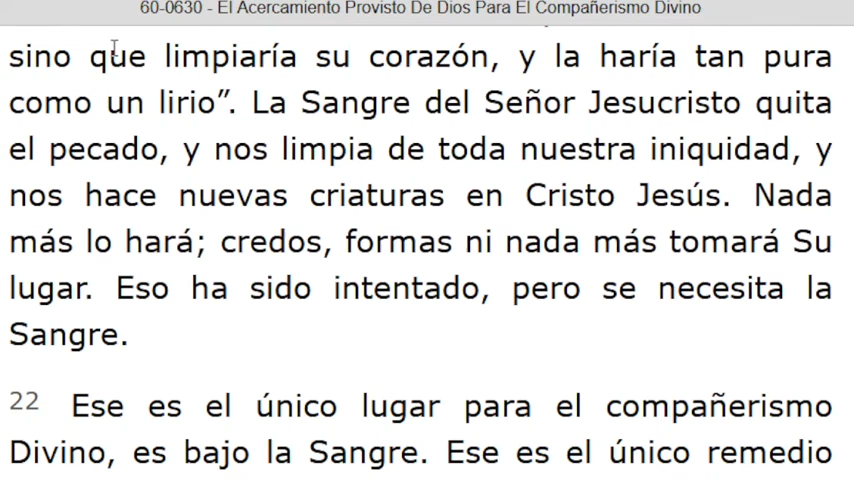 60-0630 - El Acercamiento Provisto De Dios Para El Compañerismo Divino
sino que limpiaría su corazón, y la haría tan pura
como un lirio”. La Sangre del Señor Jesucristo quita
el pecado, y nos limpia de toda nuestra iniquidad, y
nos hace nuevas criaturas en Cristo Jesús. Nada
más lo hará; credos, formas ni nada más tomará Su
lugar. Eso ha sido intentado, pero se necesita la
Sangre.
22 Ese es el único lugar para el compañerismo
Divino, es bajo la Sangre. Ese es el único remedio